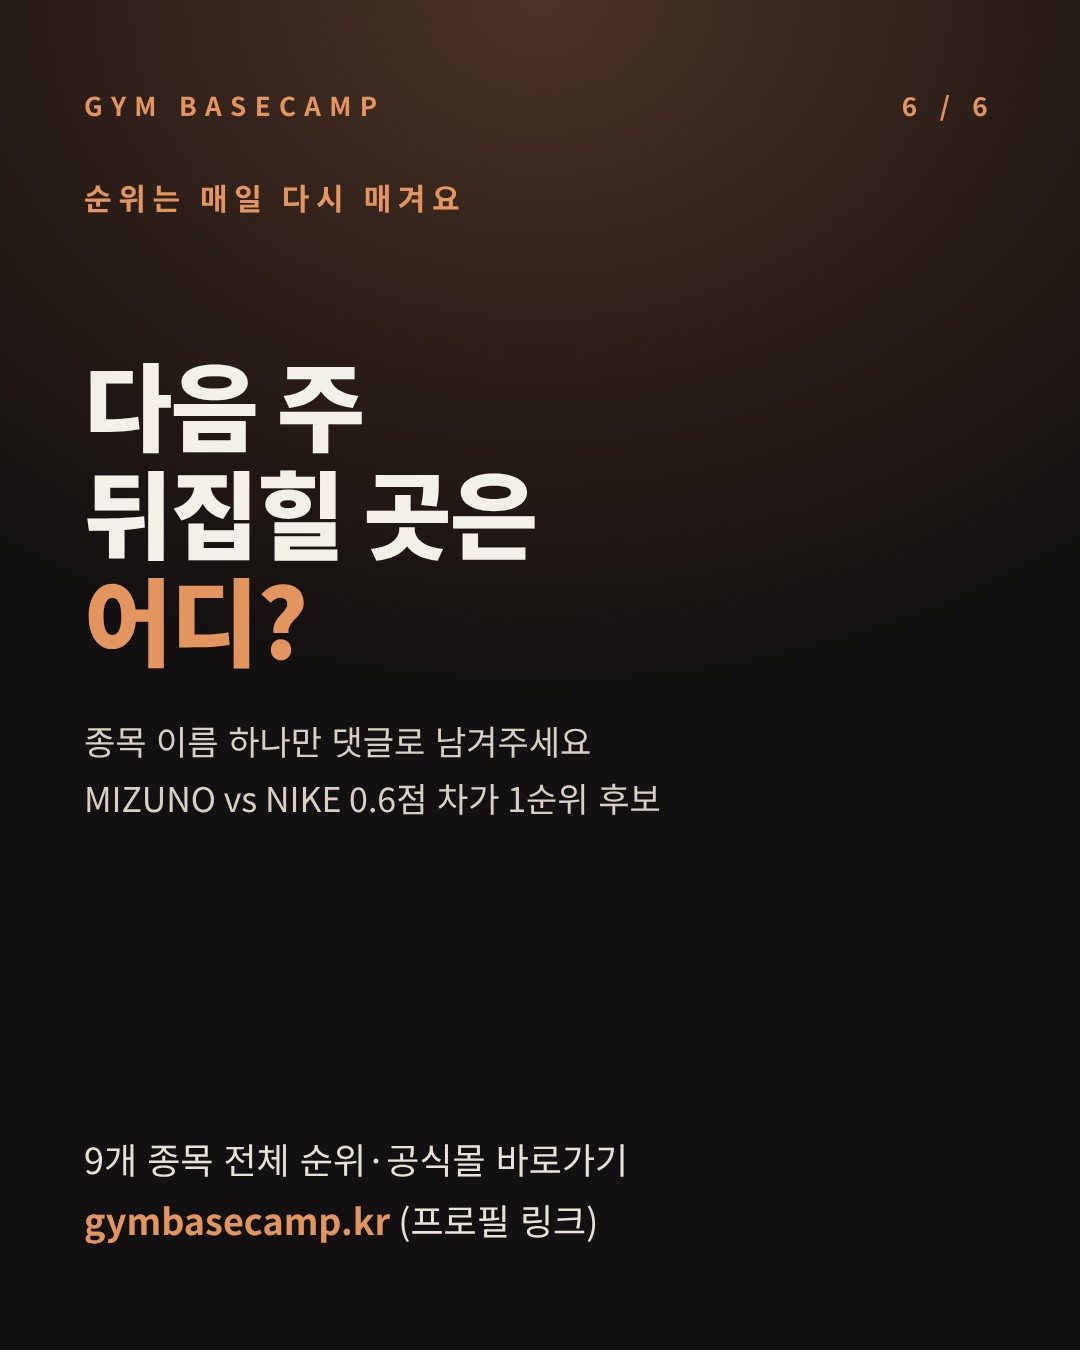 GYM BASECAMP
6 / 6
순위는 매일 다시 매겨요
다음 주
뒤집힐 곳은
어디?
종목 이름 하나만 댓글로 남겨주세요
MIZUNO vs NIKE 0.6점 차가 1순위 후보
9개 종목 전체 순위·공식몰 바로가기
gymbasecamp.kr (프로필 링크)